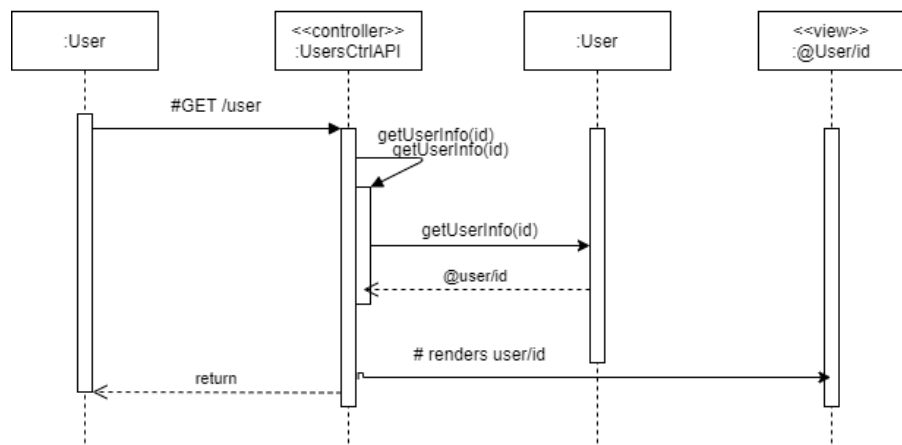 :User
<<controller>>
:UsersCtrlAPI
:User
<<view>>
:@User/id
#GET /user
getUserInfo(id)
getUserInfo(id)
getUserInfo(id)
@user/id
# renders user/id
return